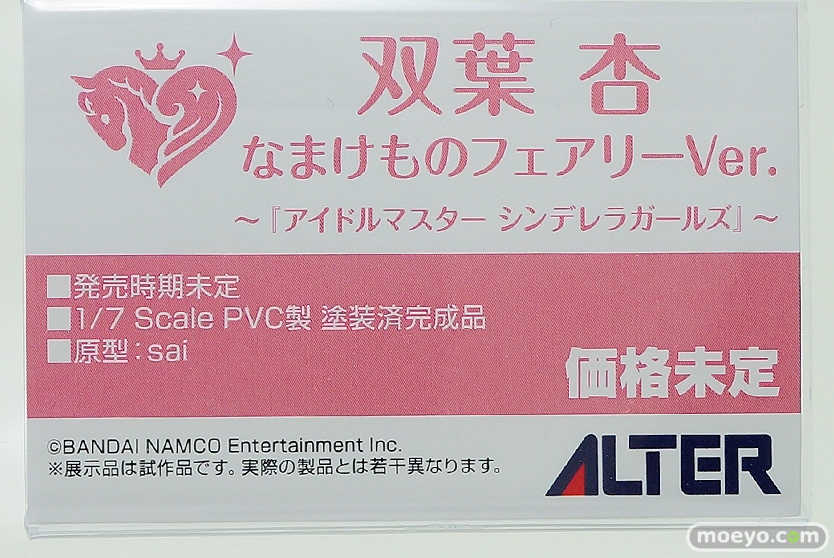 双葉 杏
なまけものフェアリーVer.
～『アイドルマスター シンデレラガールズ』～
■発売時期未定
■1/7 Scale PVC製 塗装済完成品
■原型：sai
価格未定
©BANDAI NAMCO Entertainment Inc.
※展示品は試作品です。実際の製品とは若干異なります。
ALTER
moeyo.com